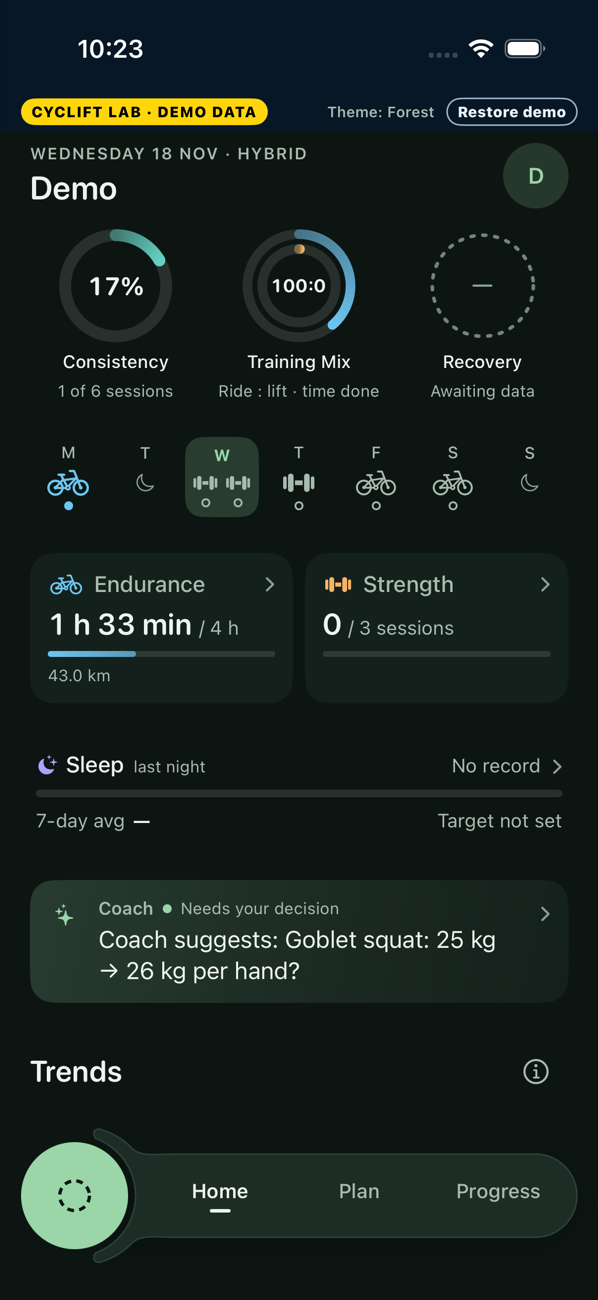 10:23
CYCLIFT LAB · DEMO DATA
Theme: Forest
Restore demo
WEDNESDAY 18 NOV · HYBRID
Demo
D
17%
100:0
—
Consistency
Training Mix
Recovery
1 of 6 sessions
Ride : lift · time done
Awaiting data
M T W T F S S
Endurance
1 h 33 min / 4 h
43.0 km
Strength
0 / 3 sessions
Sleep last night
No record
7-day avg —
Target not set
Coach • Needs your decision
Coach suggests: Goblet squat: 25 kg
→ 26 kg per hand?
Trends
Home
Plan
Progress